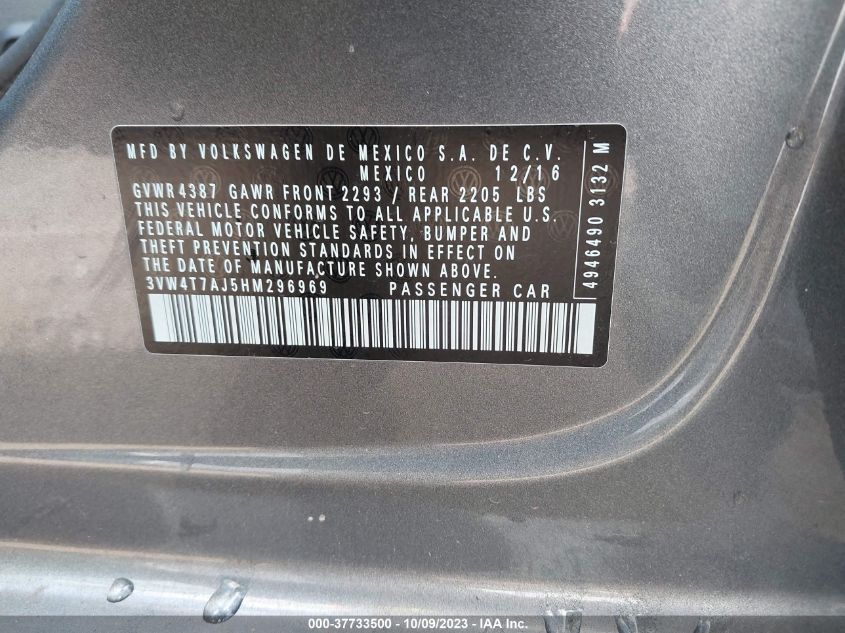 MFD BY VOLKSWAGEN DE MEXICO S.A. DE C.V.
MEXICO 12/16
GVWR 4387 GAWR FRONT 2293 / REAR 2205 LBS
THIS VEHICLE CONFORMS TO ALL APPLICABLE U.S.
FEDERAL MOTOR VEHICLE SAFETY, BUMPER AND
THEFT PREVENTION STANDARDS IN EFFECT ON
THE DATE OF MANUFACTURE SHOWN ABOVE.
3VW4T7AJ5HM296969 PASSENGER CAR
4946490 3132 M
000-37733500 - 10/09/2023 - IAA Inc.